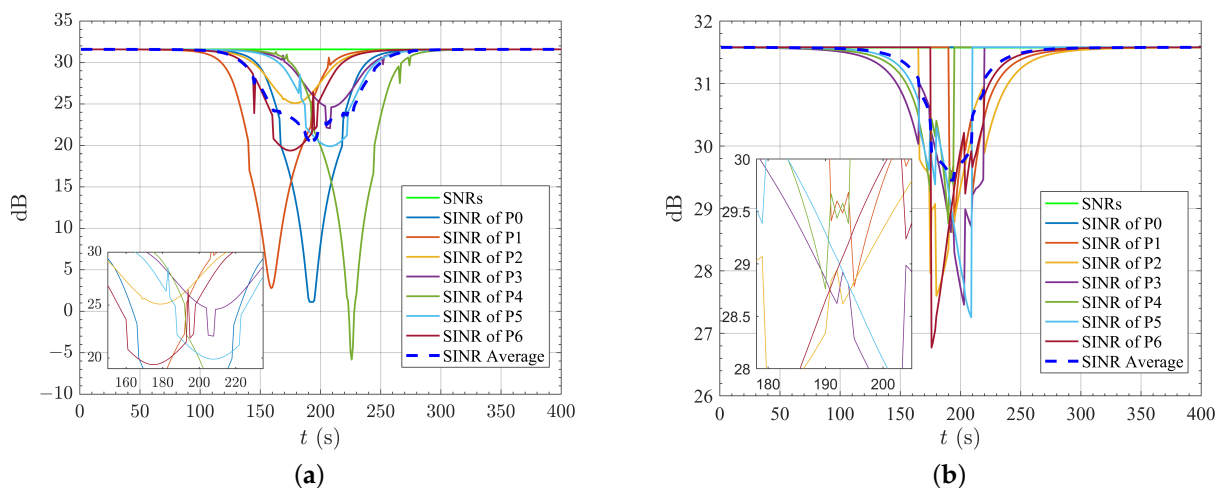 35
30
25
20
15
10
5
0
−5
−10
dB
0 50 100 150 200 250 300 350 400
t (s)
30
25
20
160 180 200 220
SNRs
SINR of P0
SINR of P1
SINR of P2
SINR of P3
SINR of P4
SINR of P5
SINR of P6
SINR Average
(a)
32
31
30
29
28
27
26
dB
0 50 100 150 200 250 300 350 400
t (s)
30
29.5
29
28.5
28
180 190 200
SNRs
SINR of P0
SINR of P1
SINR of P2
SINR of P3
SINR of P4
SINR of P5
SINR of P6
SINR Average
(b)